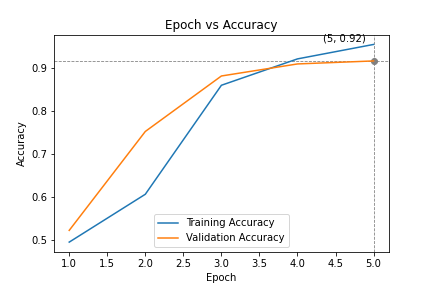 Epoch vs Accuracy
(5, 0.92)
Accuracy
0.9
0.8
0.7
0.6
0.5
Training Accuracy
Validation Accuracy
1.0 1.5 2.0 2.5 3.0 3.5 4.0 4.5 5.0
Epoch